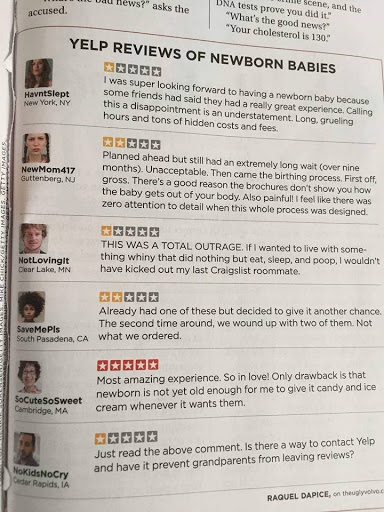 bad news?" asks the
accused.
scene, and the
DNA tests prove you did it."
"What's the good news?"
"Your cholesterol is 130."
YELP REVIEWS OF NEWBORN BABIES
HavntSlept
New York, NY
I was super looking forward to having a newborn baby because
some friends had said they had a really great experience. Calling
this a disappointment is an understatement. Long, grueling
hours and tons of hidden costs and fees.
NewMom417
Guttenberg, NJ
Planned ahead but still had an extremely long wait (over nine
months). Unacceptable. Then came the birthing process. First off,
gross. There's a good reason the brochures don't show you how
the baby gets out of your body. Also painful! I feel like there was
zero attention to detail when this whole process was designed.
NotLovingIt
Clear Lake, MN
THIS WAS A TOTAL OUTRAGE. If I wanted to live with some-
thing whiny that did nothing but eat, sleep, and poop, I wouldn't
have kicked out my last Craigslist roommate.
SaveMePls
South Pasadena, CA
Already had one of these but decided to give it another chance.
The second time around, we wound up with two of them. Not
what we ordered.
SoCuteSoSweet
Cambridge, MA
Most amazing experience. So in love! Only drawback is that
newborn is not yet old enough for me to give it candy and ice
cream whenever it wants them.
NoKidsNoCry
Cedar Rapids, IA
Just read the above comment. Is there a way to contact Yelp
and have it prevent grandparents from leaving reviews?
RAQUEL DAPICE, on theuglyvolvo.c
GETTY IMAGES